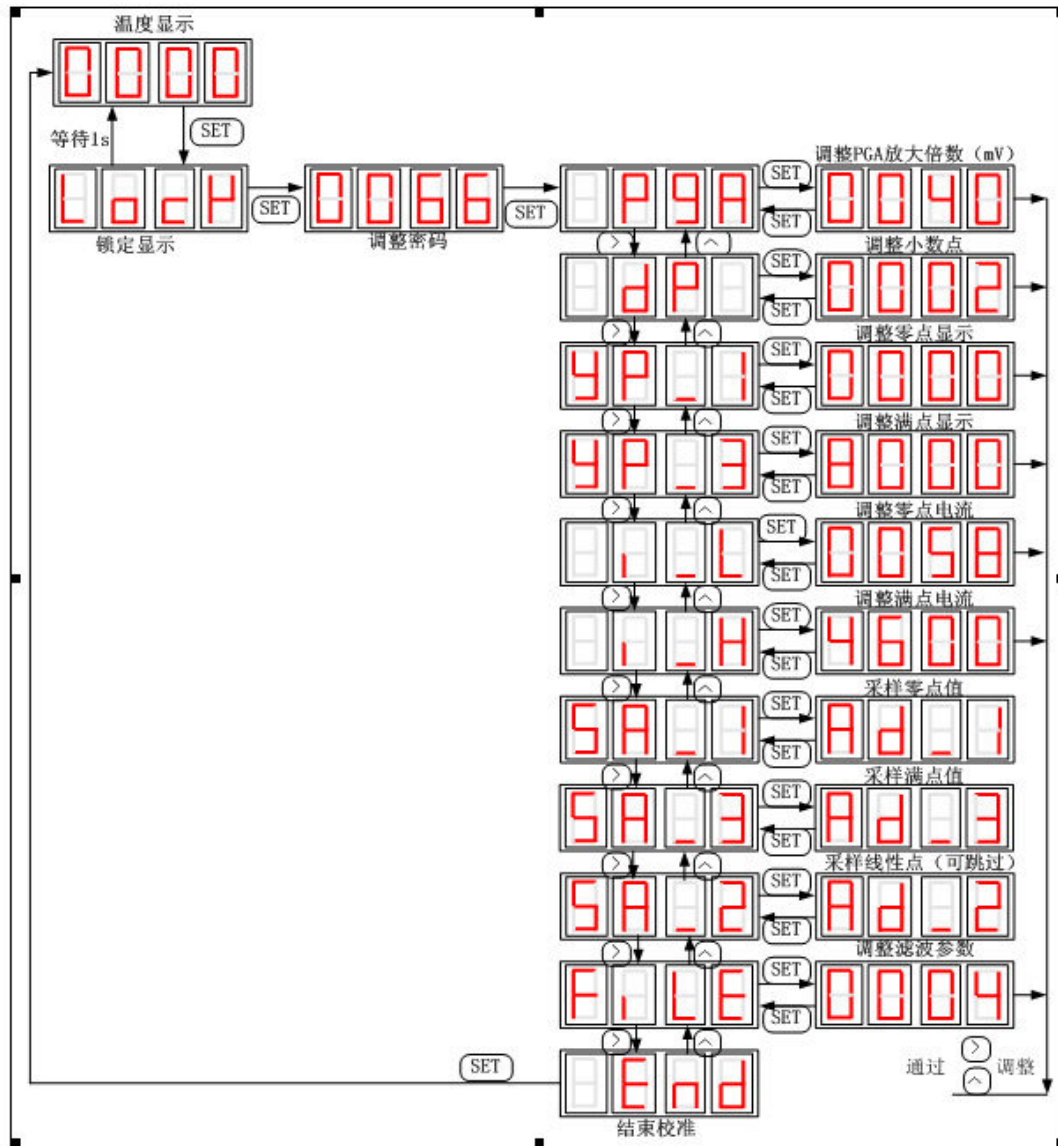 温度显示
0000
等待1s
SET
LocK
SET
0066
SET
PgA
SET
SET
调整PGA放大倍数（mV）
0040
锁定显示
调整密码
>
^
dP
SET
SET
调整小数点
0002
>
^
YP_1
SET
SET
调整零点显示
0000
>
^
YP_3
SET
SET
调整满点显示
8000
>
^
i_L
SET
SET
调整零点电流
0058
>
^
i_H
SET
SET
调整满点电流
4600
>
^
SA_1
SET
SET
采样零点值
Ad_1
>
^
SA_3
SET
SET
采样满点值
Ad_3
>
^
SA_2
SET
SET
采样线性点（可跳过）
Ad_2
>
^
FiLE
SET
SET
调整滤波参数
0004
>
^
SET
End
结束校准
通过 > ^ 调整